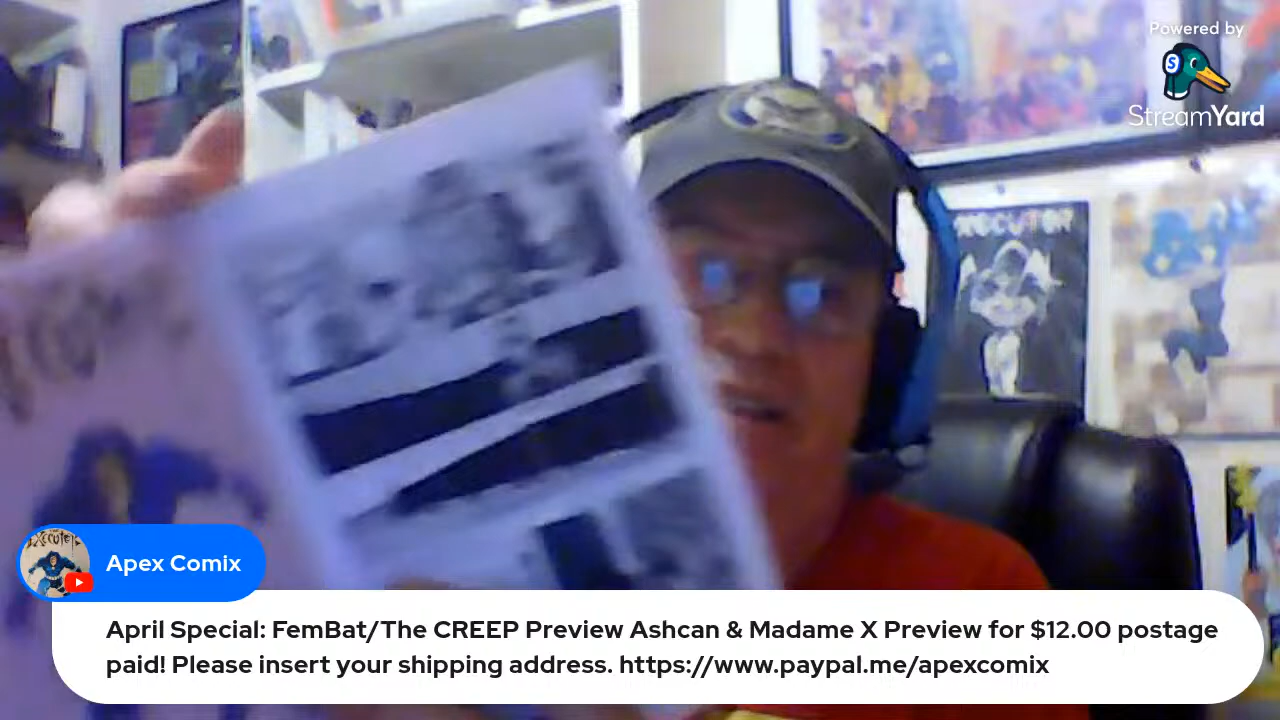 Powered by
StreamYard
EXECUTOR
Apex Comix
April Special: FemBat/The CREEP Preview Ashcan & Madame X Preview for $12.00 postage
paid! Please insert your shipping address. https://www.paypal.me/apexcomix